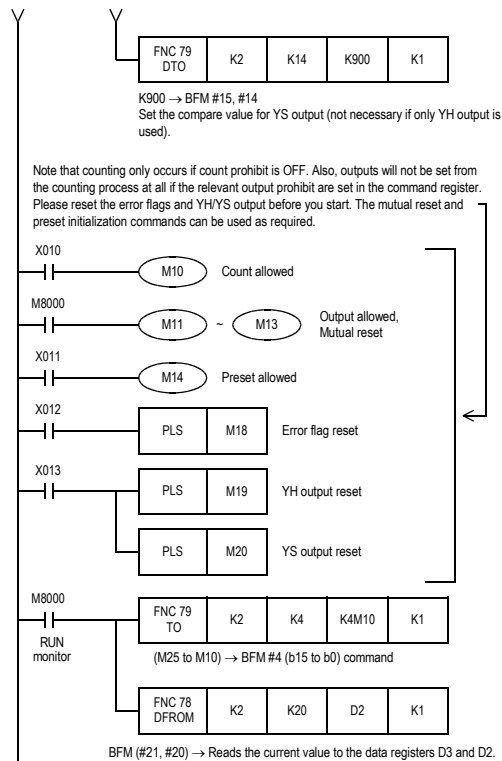 FNC 79 DTO K2 K14 K900 K1
K900 → BFM #15, #14
Set the compare value for YS output (not necessary if only YH output is
used).
Note that counting only occurs if count prohibit is OFF. Also, outputs will not be set from
the counting process at all if the relevant output prohibit are set in the command register.
Please reset the error flags and YH/YS output before you start. The mutual reset and
preset initialization commands can be used as required.
X010
M10 Count allowed
M8000
M11 ~ M13 Output allowed,
Mutual reset
X011
M14 Preset allowed
X012
PLS M18 Error flag reset
X013
PLS M19 YH output reset
PLS M20 YS output reset
M8000
RUN
monitor
FNC 79 TO K2 K4 K4M10 K1
(M25 to M10) → BFM #4 (b15 to b0) command
FNC 78 DFROM K2 K20 D2 K1
BFM (#21, #20) → Reads the current value to the data registers D3 and D2.